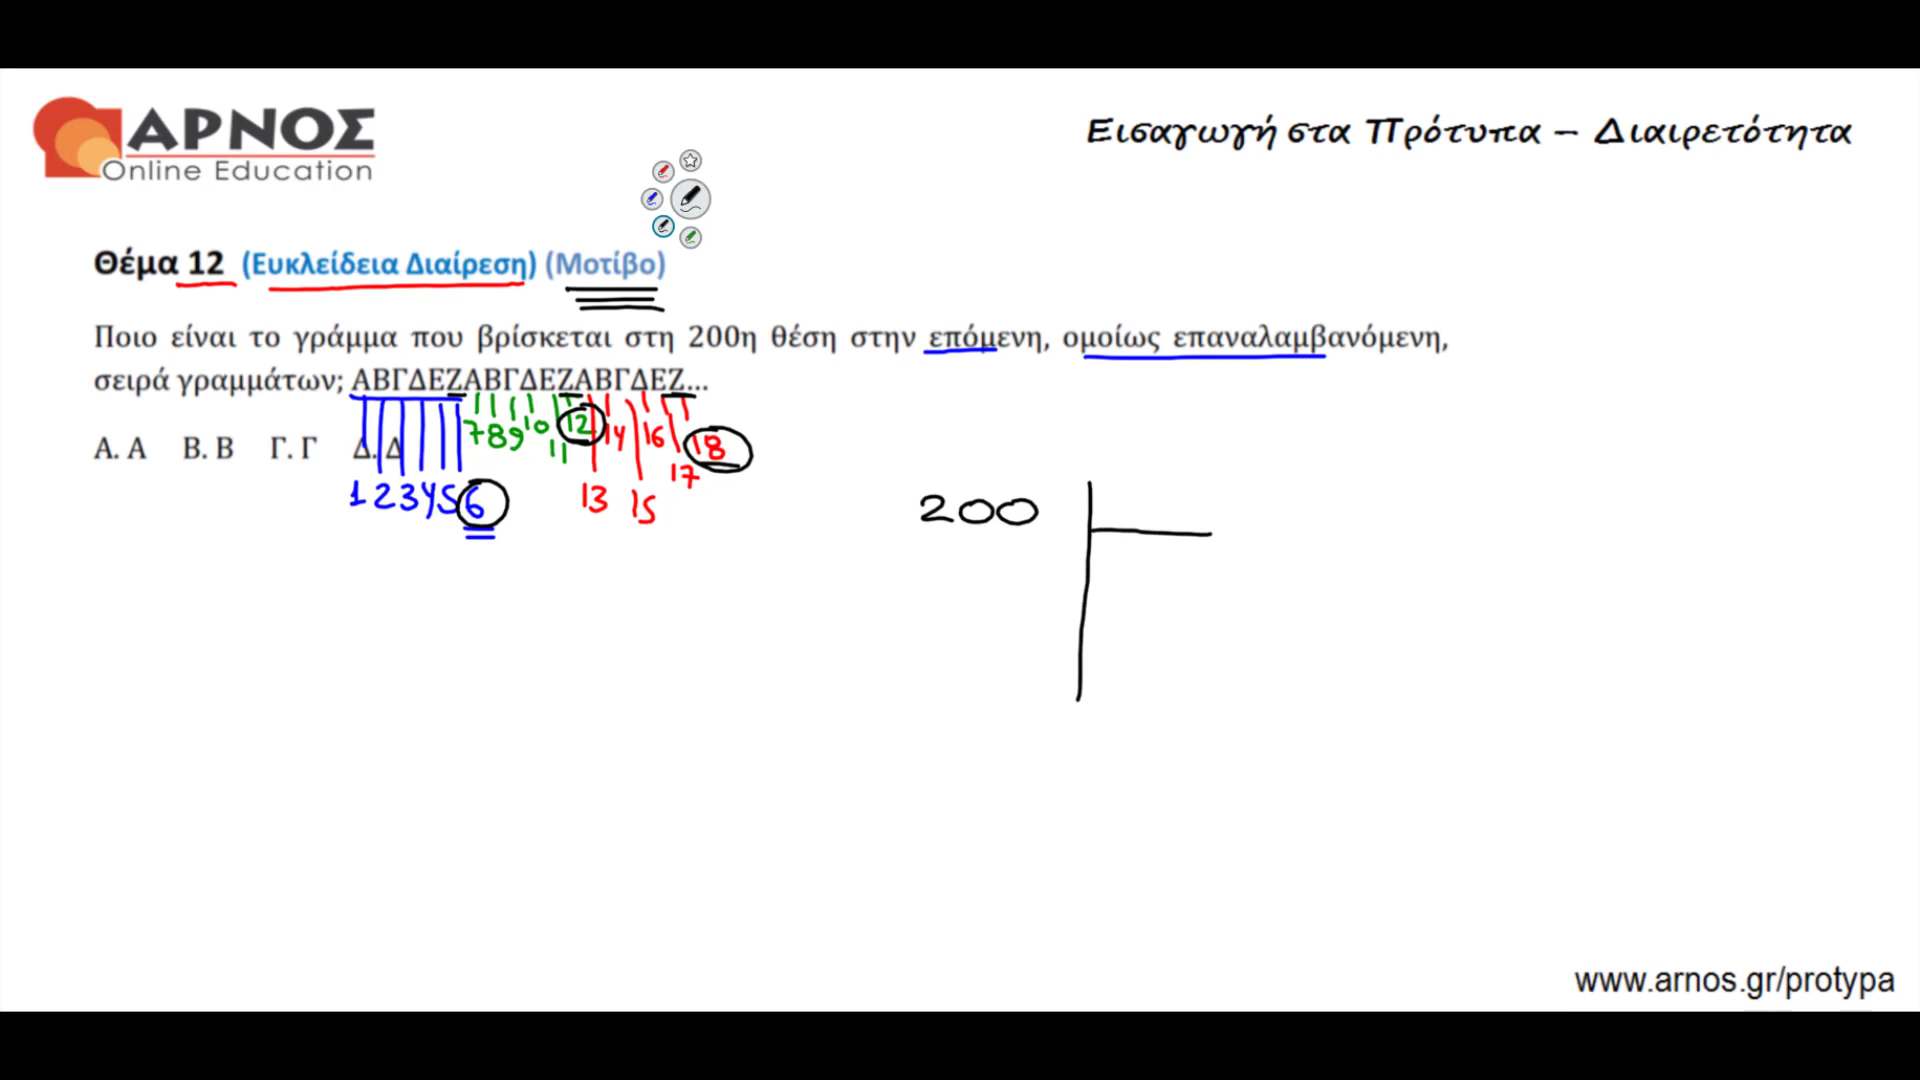 ΑΡΝΟΣ
Online Education
Εισαγωγή στα Πρότυπα – Διαιρετότητα
Θέμα 12 (Ευκλείδεια Διαίρεση) (Μοτίβο)
Ποιο είναι το γράμμα που βρίσκεται στη 200η θέση στην επόμενη, ομοίως επαναλαμβανόμενη,
σειρά γραμμάτων; ΑΒΓΔΕΖΑΒΓΔΕΖΑΒΓΔΕΖ...
7 8 9 10 11 12 13 14 15 16 17 18
Α. Α Β. Β Γ. Γ Δ. Δ
1 2 3 4 5 6
200
www.arnos.gr/protypa